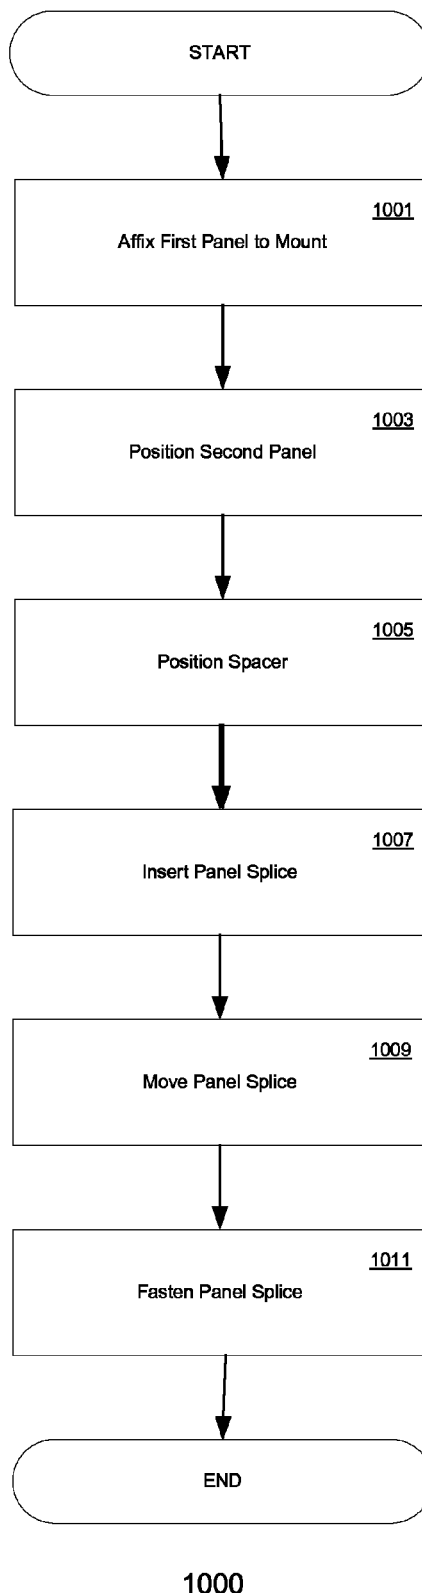 START
1001
Affix First Panel to Mount
1003
Position Second Panel
1005
Position Spacer
1007
Insert Panel Splice
1009
Move Panel Splice
1011
Fasten Panel Splice
END
1000